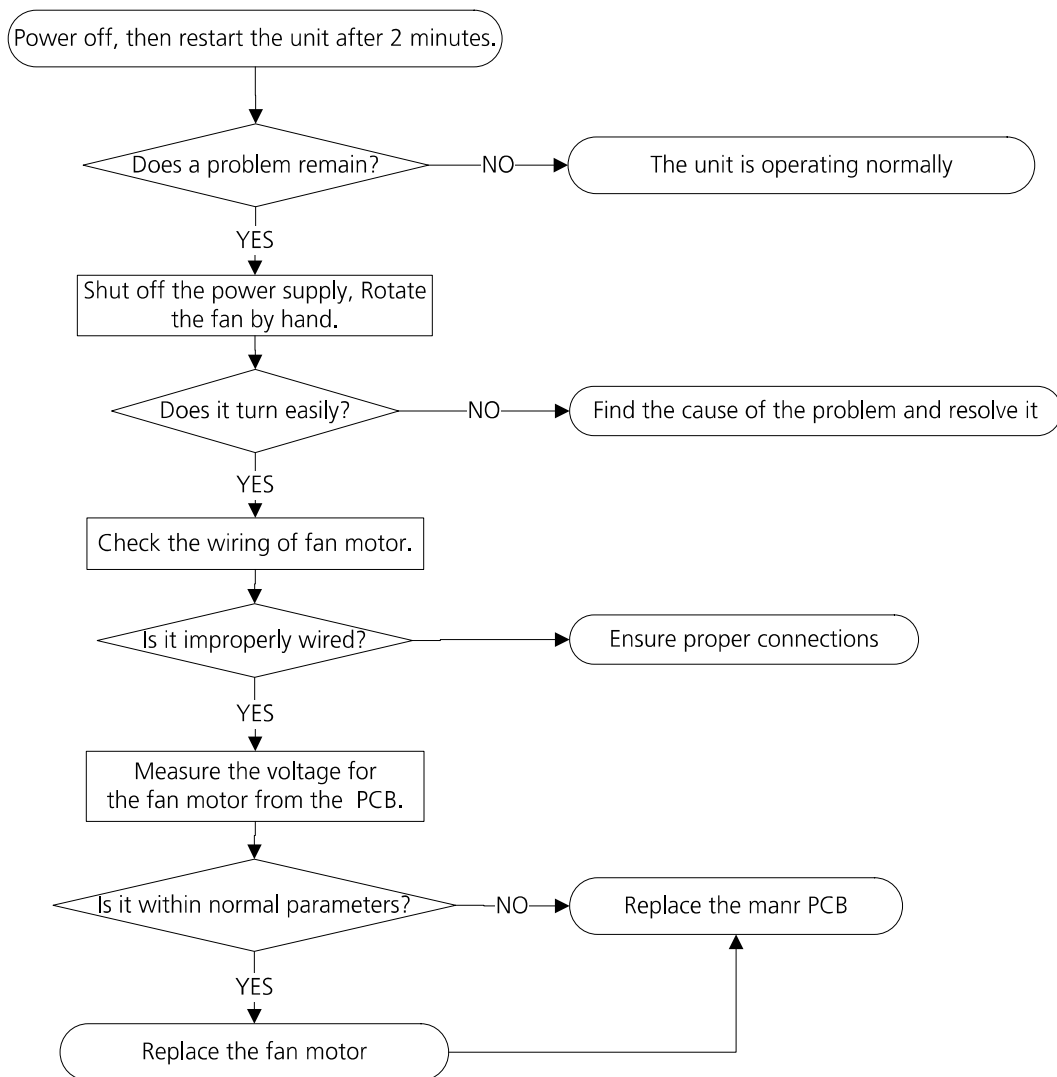 Power off, then restart the unit after 2 minutes.
Does a problem remain?
NO
The unit is operating normally
YES
Shut off the power supply, Rotate
the fan by hand.
Does it turn easily?
NO
Find the cause of the problem and resolve it
YES
Check the wiring of fan motor.
Is it improperly wired?
Ensure proper connections
YES
Measure the voltage for
the fan motor from the PCB.
Is it within normal parameters?
NO
Replace the manr PCB
YES
Replace the fan motor